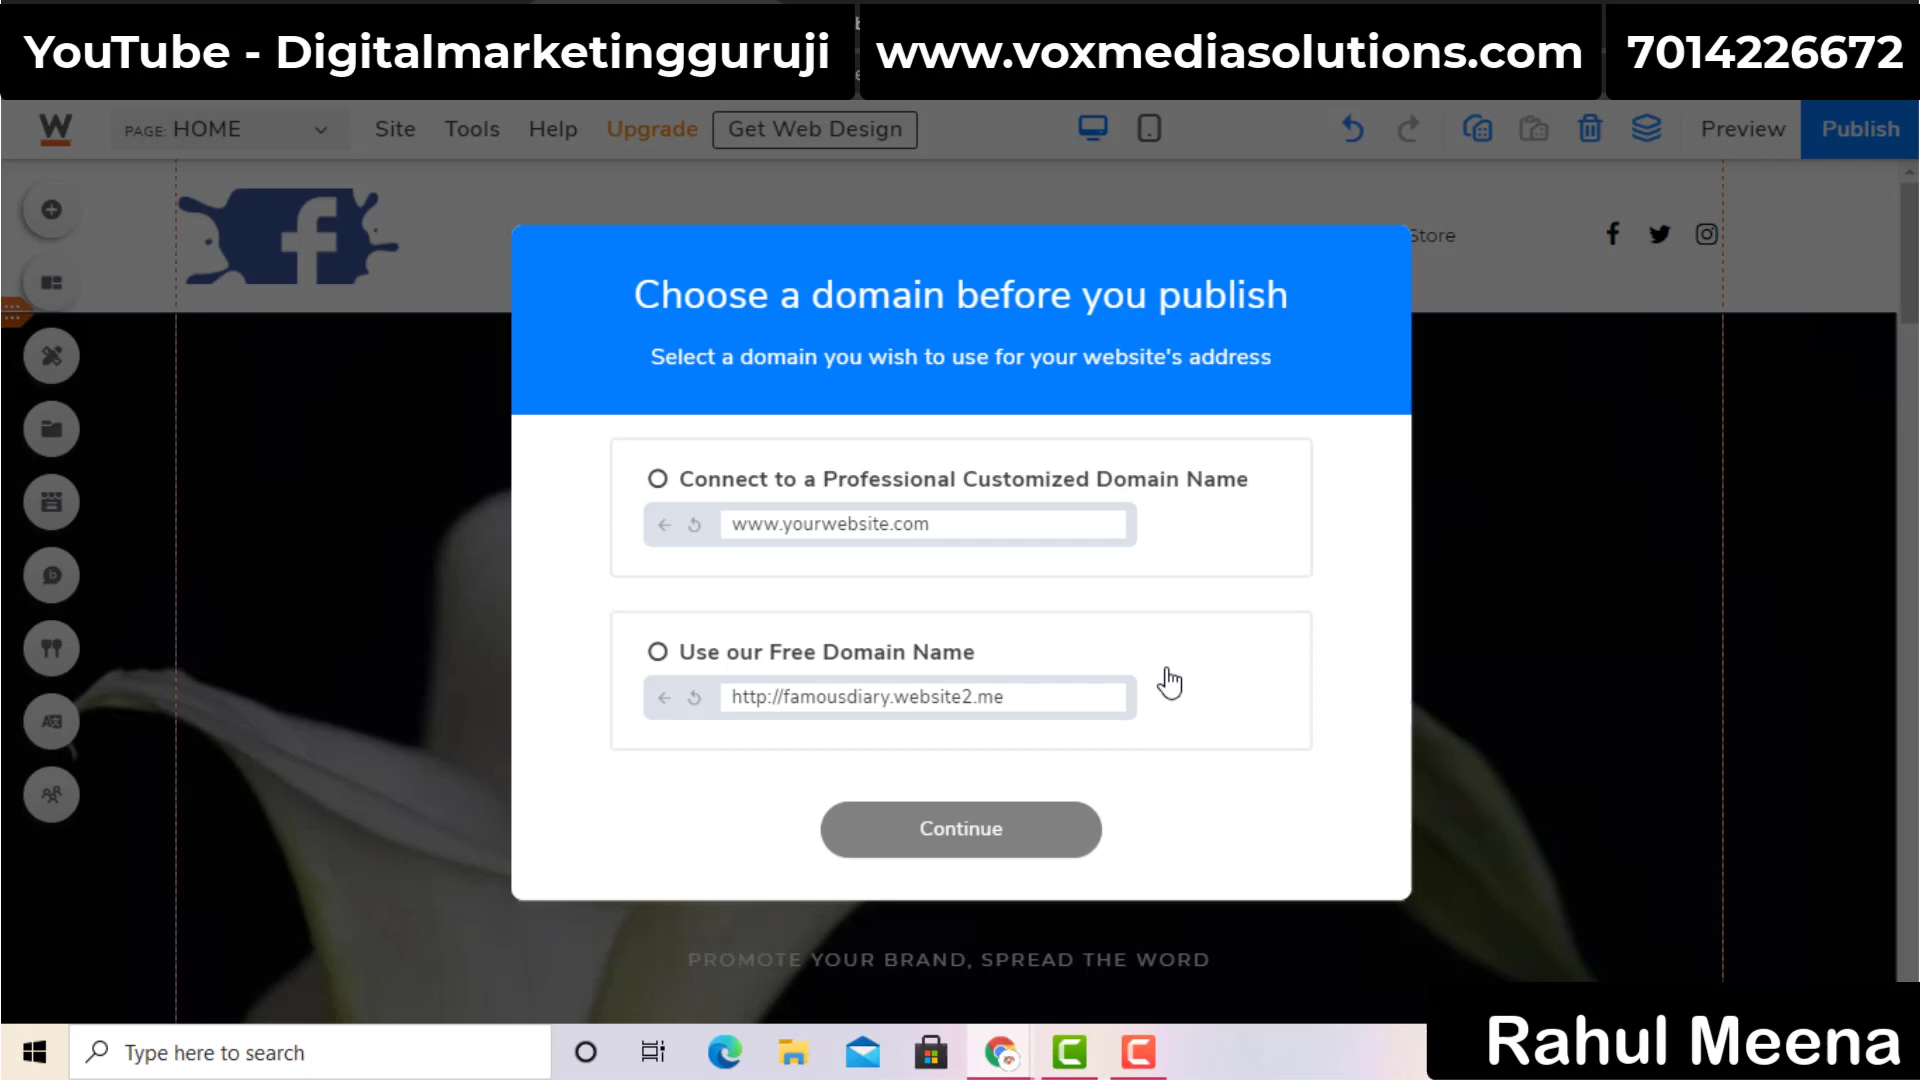 YouTube - Digitalmarketingguruji www.voxmediasolutions.com 7014226672
W PAGE: HOME Site Tools Help Upgrade Get Web Design Preview Publish
Store
Choose a domain before you publish
Select a domain you wish to use for your website's address
Connect to a Professional Customized Domain Name
www.yourwebsite.com
Use our Free Domain Name
http://famousdiary.website2.me
Continue
PROMOTE YOUR BRAND, SPREAD THE WORD
Type here to search
Rahul Meena